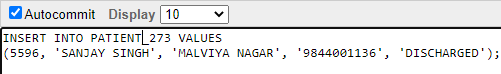 Autocommit Display 10
INSERT INTO PATIENT_273 VALUES
(5596, 'SANJAY SINGH', 'MALVIYA NAGAR', '9844001136', 'DISCHARGED');